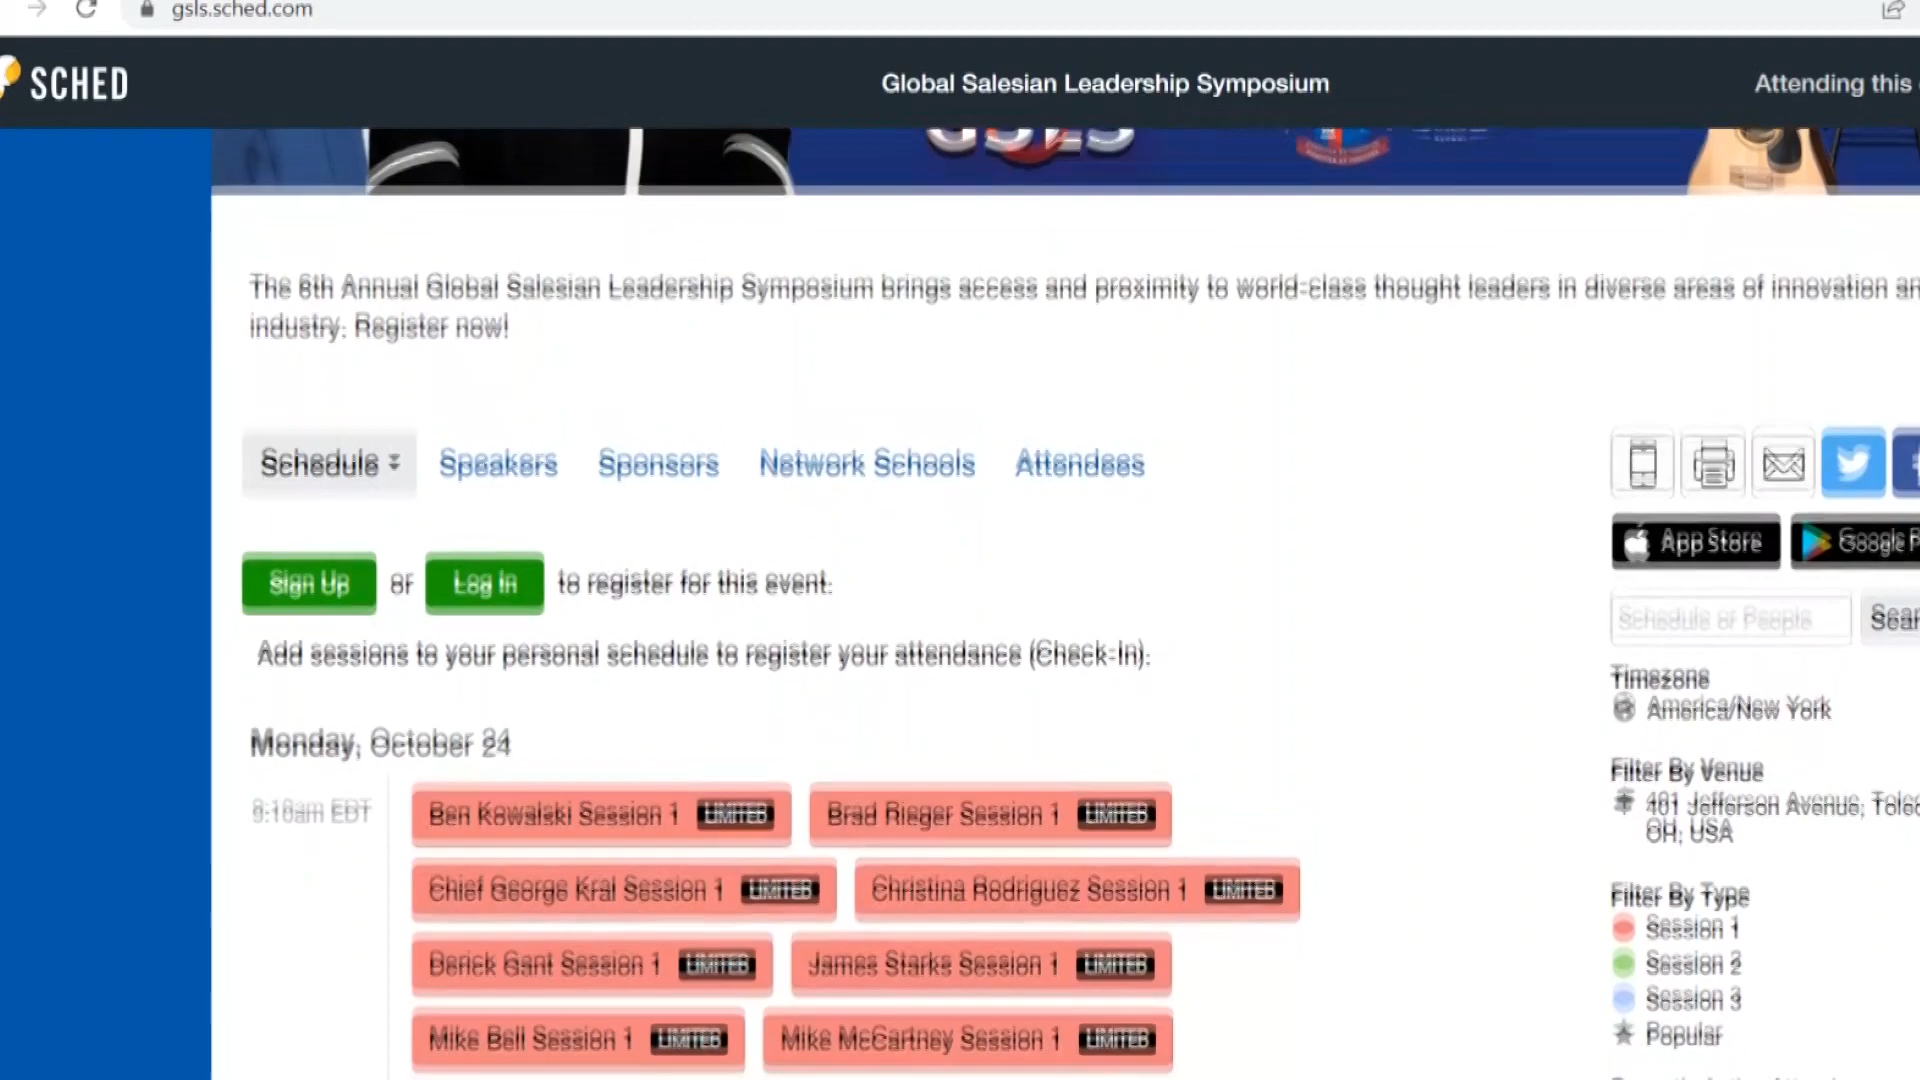 gsls.sched.com
SCHED
Global Salesian Leadership Symposium
Attending this
GSLS
The 6th Annual Global Salesian Leadership Symposium brings access and proximity to world-class thought leaders in diverse areas of innovation
industry. Register now!
Schedule Speakers Sponsors Network Schools Attendees
App Store Google
Sign Up or Log In to register for this event.
Schedule or People
Add sessions to your personal schedule to register your attendance (Check-In).
Timezone
America/New York
Monday, October 24
Filter By Venue
9:10am EDT
Ben Kowalski Session 1 LIMITED
Brad Rieger Session 1 LIMITED
401 Jefferson Avenue,
OH, USA
Chief George Kral Session 1 LIMITED
Christina Rodriguez Session 1 LIMITED
Filter By Type
Session 1
Derick Gant Session 1 LIMITED
James Starks Session 1 LIMITED
Session 2
Session 3
Mike Bell Session 1 LIMITED
Mike McCartney Session 1 LIMITED
Popular